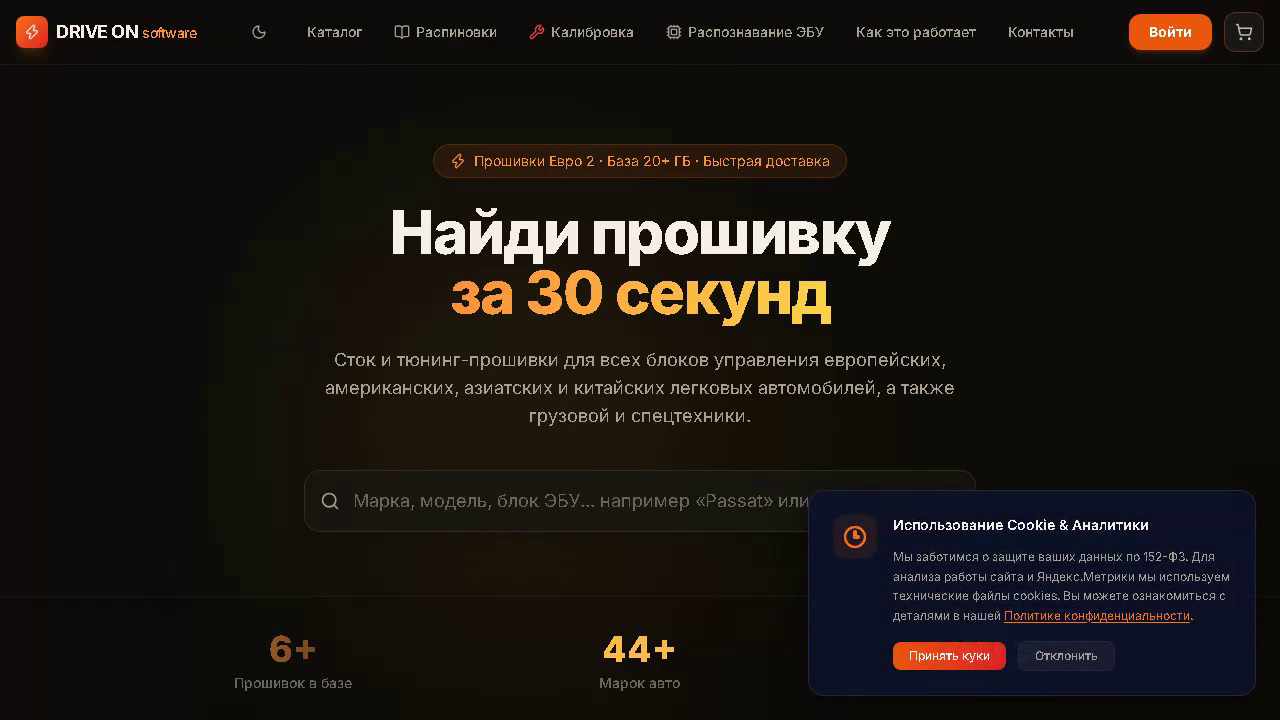 DRIVE ON software
Каталог
Распиновки
Калибровка
Распознавание ЭБУ
Как это работает
Контакты
Войти
Прошивки Евро 2 · База 20+ ГБ · Быстрая доставка
Найди прошивку
за 30 секунд
Сток и тюнинг-прошивки для всех блоков управления европейских,
американских, азиатских и китайских легковых автомобилей, а также
грузовой и спецтехники.
Марка, модель, блок ЭБУ... например «Passat» или
6+
Прошивок в базе
44+
Марок авто
Использование Cookie & Аналитики
Мы заботимся о защите ваших данных по 152-ФЗ. Для
анализа работы сайта и Яндекс.Метрики мы используем
технические файлы cookies. Вы можете ознакомиться с
деталями в нашей Политике конфиденциальности.
Принять куки
Отклонить